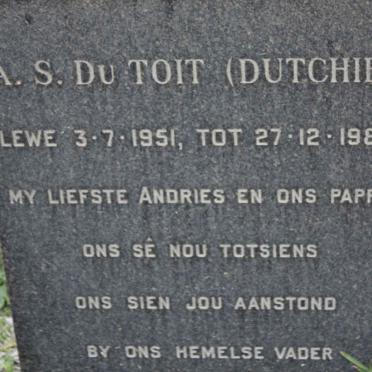 A. S. DU TOIT (DUTCHIE
LEWE 3·7·1951, TOT 27·12·198
MY LIEFSTE ANDRIES EN ONS PAPP
ONS SÊ NOU TOTSIENS
ONS SIEN JOU AANSTOND
BY ONS HEMELSE VADER